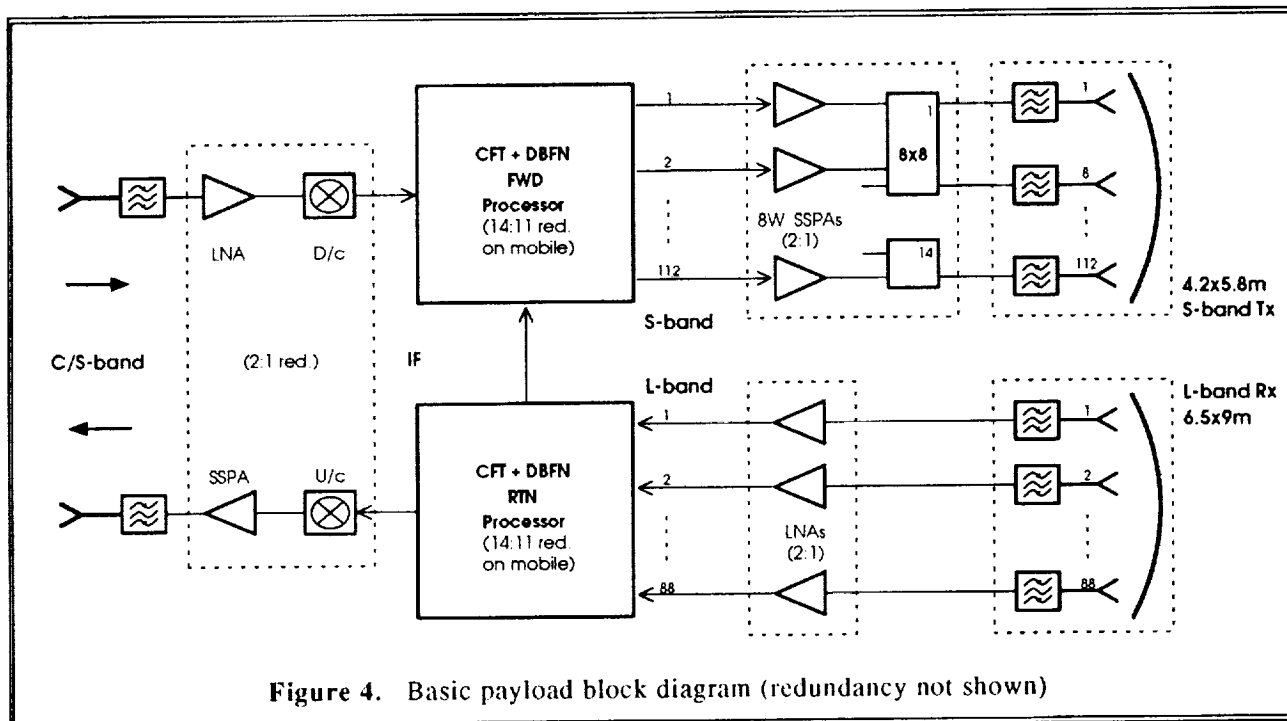 1
1
1
CFT + DBFN
FWD
Processor
(14:11 red.
on mobile)
8x8
2
8
8W SSPAs
(2:1)
LNA
D/c
14
112
112
4.2x5.8m
S-band Tx
S-band
C/S-band
(2:1 red.)
IF
L-band
L-band Rx
6.5x9m
1
1
SSPA
U/c
CFT + DBFN
RTN
Processor
(14:11 red.
on mobile)
2
2
LNAs
(2:1)
88
88
Figure 4. Basic payload block diagram (redundancy not shown)